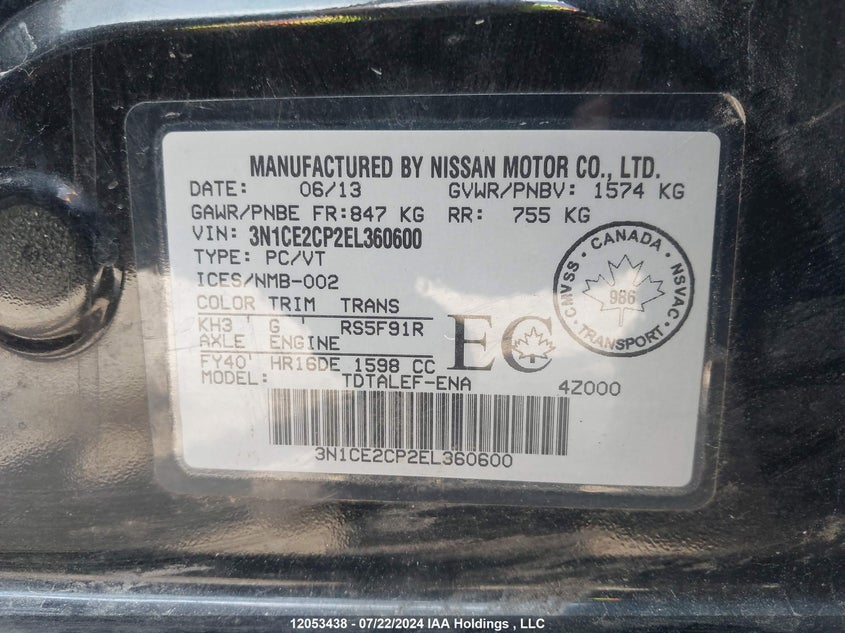 MANUFACTURED BY NISSAN MOTOR CO., LTD.
DATE: 06/13 GVWR/PNBV: 1574 KG
GAWR/PNBE FR:847 KG RR: 755 KG
VIN: 3N1CE2CP2EL360600
TYPE: PC/VT
ICES/NMB-002
COLOR TRIM TRANS
KH3 ' G ' RS5F91R
AXLE ENGINE
FY40' HR16DE 1598 CC
MODEL: TDTALEF-ENA 4Z000
EC
CANADA
CMVSS NSVAC
986
TRANSPORT
3N1CE2CP2EL360600
12053438 - 07/22/2024 IAA Holdings , LLC